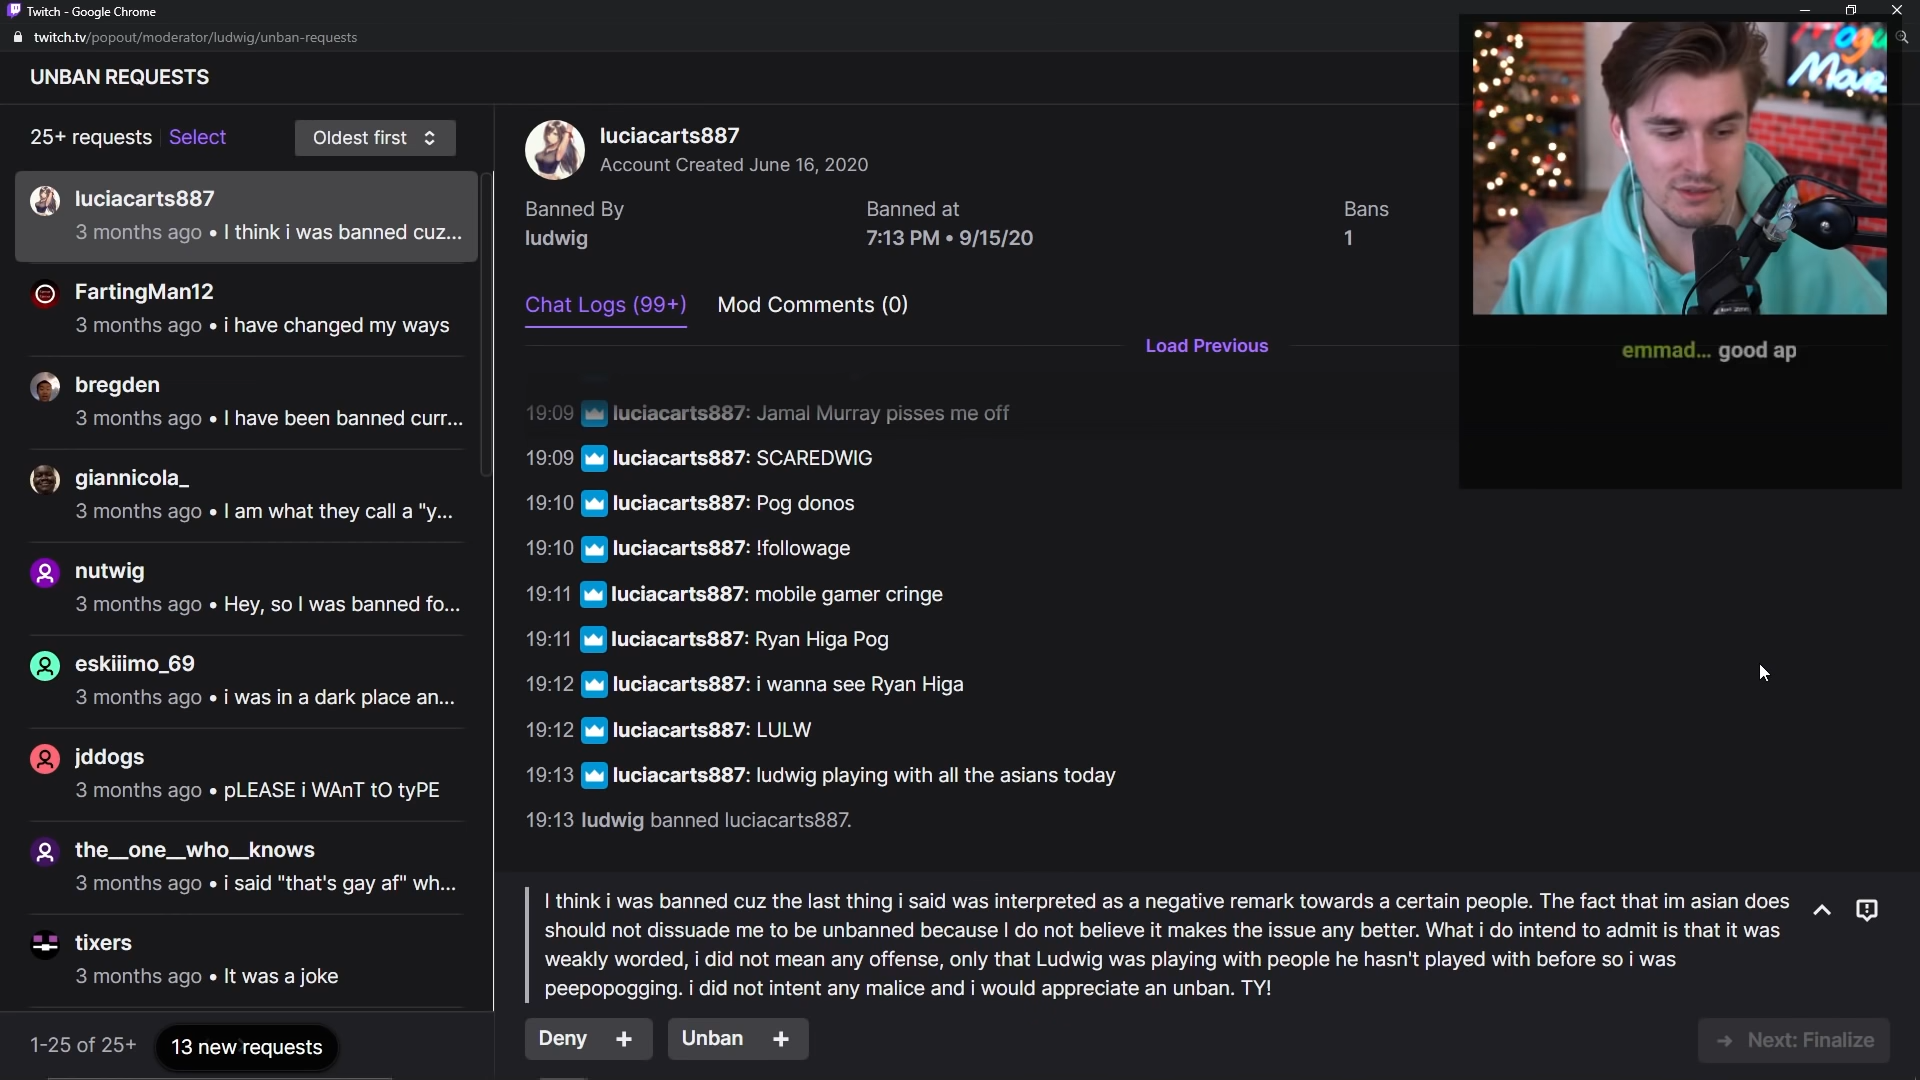 Twitch - Google Chrome
twitch.tv/popout/moderator/ludwig/unban-requests
UNBAN REQUESTS
25+ requests Select Oldest first
luciacarts887
3 months ago • I think i was banned cuz...
FartingMan12
3 months ago • i have changed my ways
bregden
3 months ago • I have been banned curr...
giannicola_
3 months ago • I am what they call a "y...
nutwig
3 months ago • Hey, so I was banned fo...
eskiiimo_69
3 months ago • i was in a dark place an...
jddogs
3 months ago • pLEASE i WAnT tO tyPE
the__one__who__knows
3 months ago • i said "that's gay af" wh...
tixers
3 months ago • It was a joke
1-25 of 25+ 13 new requests
luciacarts887
Account Created June 16, 2020
Banned By Banned at Bans
ludwig 7:13 PM • 9/15/20 1
Chat Logs (99+) Mod Comments (0)
Load Previous
19:09 luciacarts887: Jamal Murray pisses me off
19:09 luciacarts887: SCAREDWIG
19:10 luciacarts887: Pog donos
19:10 luciacarts887: !followage
19:11 luciacarts887: mobile gamer cringe
19:11 luciacarts887: Ryan Higa Pog
19:12 luciacarts887: i wanna see Ryan Higa
19:12 luciacarts887: LULW
19:13 luciacarts887: ludwig playing with all the asians today
19:13 ludwig banned luciacarts887.
I think i was banned cuz the last thing i said was interpreted as a negative remark towards a certain people. The fact that im asian does
should not dissuade me to be unbanned because I do not believe it makes the issue any better. What i do intend to admit is that it was
weakly worded, i did not mean any offense, only that Ludwig was playing with people he hasn't played with before so i was
peepopogging. i did not intent any malice and i would appreciate an unban. TY!
Deny + Unban +
Next: Finalize
emmad... good ap